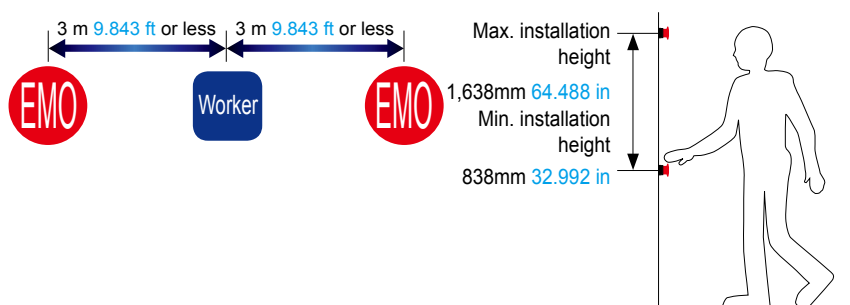 3 m 9.843 ft or less 3 m 9.843 ft or less
EMO Worker EMO
Max. installation
height
1,638mm 64.488 in
Min. installation
height
838mm 32.992 in